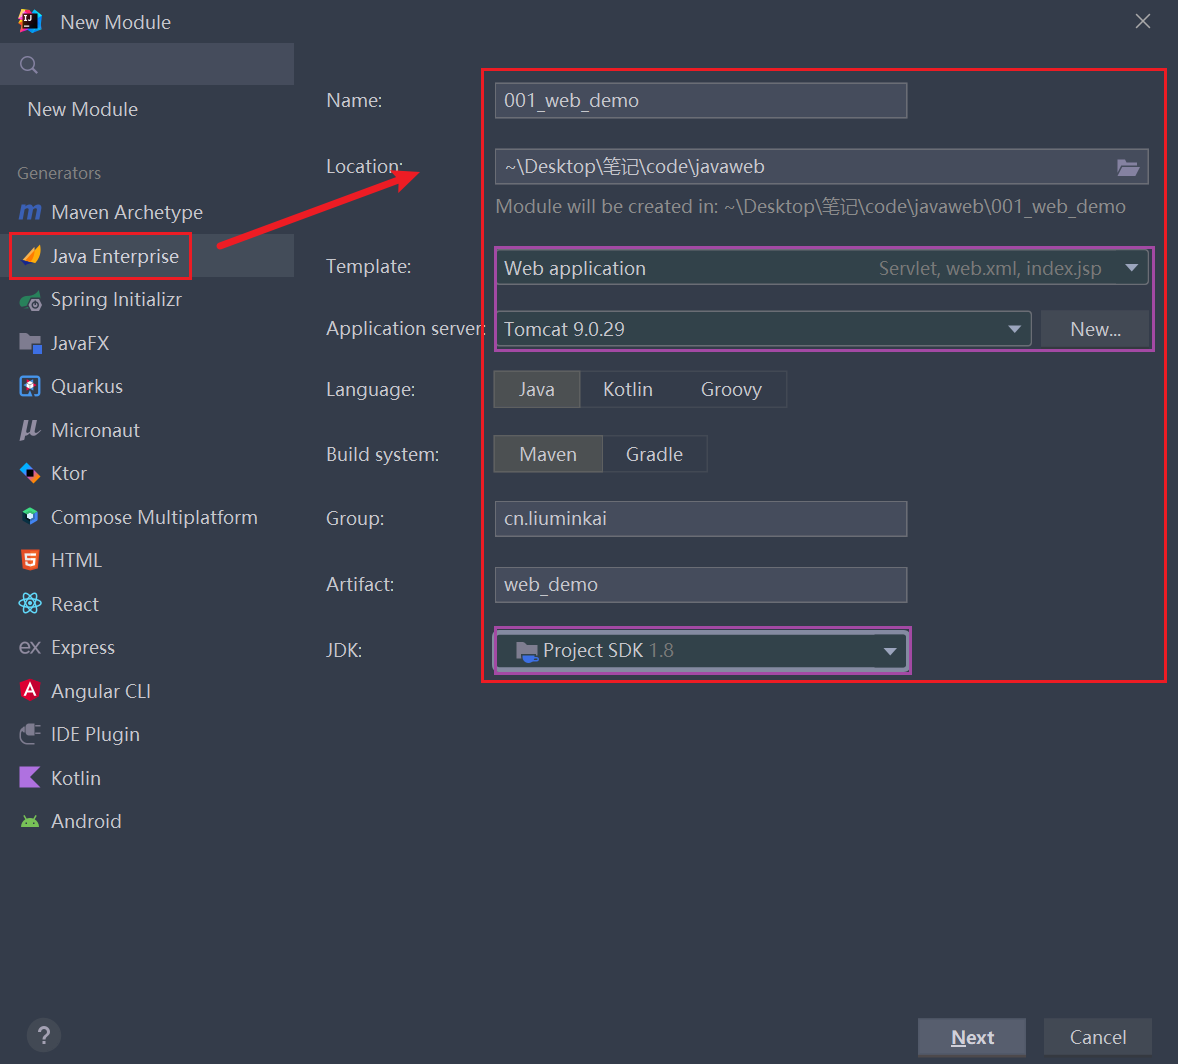 New Module
New Module
Generators
Maven Archetype
Java Enterprise
Spring Initializr
JavaFX
Quarkus
Micronaut
Ktor
Compose Multiplatform
HTML
React
Express
Angular CLI
IDE Plugin
Kotlin
Android
Name: 001_web_demo
Location: ~\Desktop\笔记\code\javaweb
Module will be created in: ~\Desktop\笔记\code\javaweb\001_web_demo
Template: Web application Servlet, web.xml, index.jsp
Application server: Tomcat 9.0.29 New...
Language: Java Kotlin Groovy
Build system: Maven Gradle
Group: cn.liuminkai
Artifact: web_demo
JDK: Project SDK 1.8
? Next Cancel